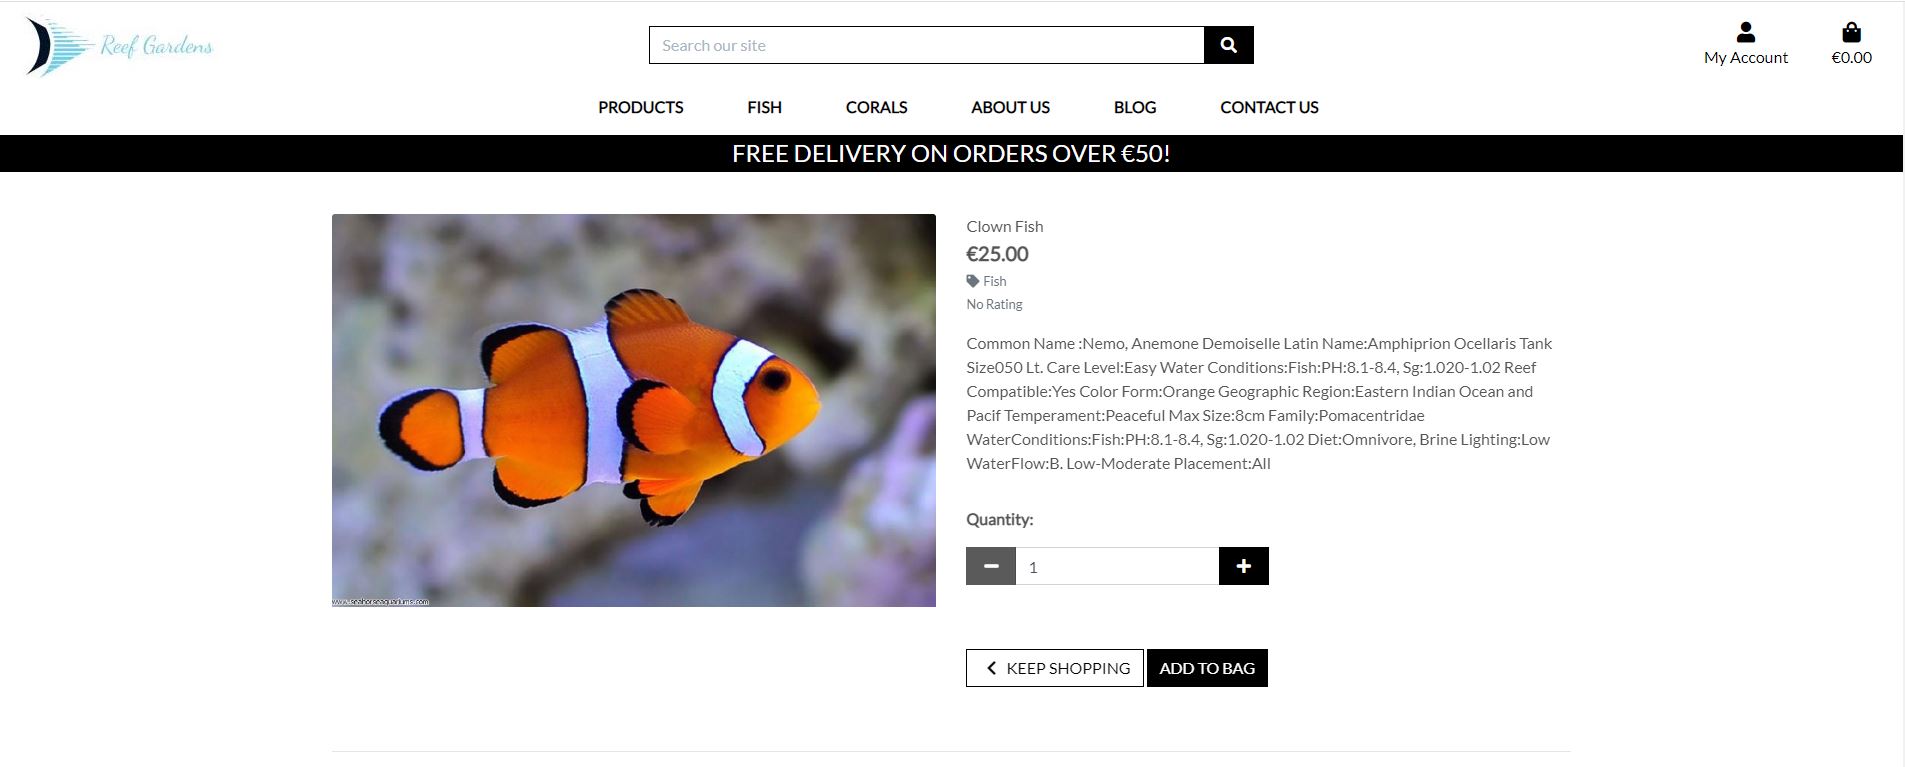 Reef Gardens
Search our site
My Account
€0.00
PRODUCTS FISH CORALS ABOUT US BLOG CONTACT US
FREE DELIVERY ON ORDERS OVER €50!
www.seahorseaquariums.com
Clown Fish
€25.00
Fish
No Rating
Common Name :Nemo, Anemone Demoiselle Latin Name:Amphiprion Ocellaris Tank
Size050 Lt. Care Level:Easy Water Conditions:Fish:PH:8.1-8.4, Sg:1.020-1.02 Reef
Compatible:Yes Color Form:Orange Geographic Region:Eastern Indian Ocean and
Pacif Temperament:Peaceful Max Size:8cm Family:Pomacentridae
WaterConditions:Fish:PH:8.1-8.4, Sg:1.020-1.02 Diet:Omnivore, Brine Lighting:Low
WaterFlow:B. Low-Moderate Placement:All
Quantity:
1
KEEP SHOPPING
ADD TO BAG